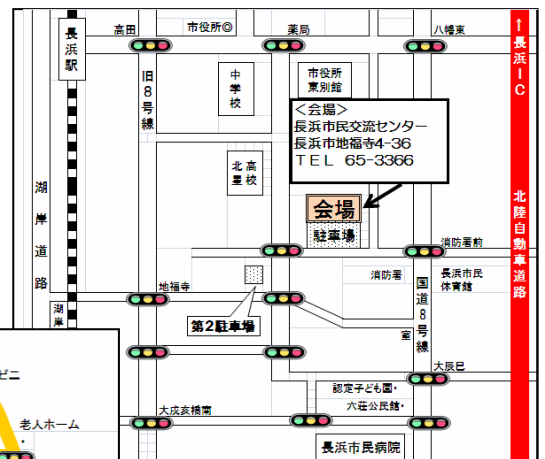 高田
市役所◎
薬局
八幡東
↑長浜IC
長浜駅
旧8号線
中学校
市役所
東別館
<会場>
長浜市民交流センター
長浜市地福寺4-36
TEL 65-3366
北星
高校
湖岸道路
会場
駐車場
北陸自動車道路
消防署前
消防署
長浜市民
体育館
国道8号線
地福寺
湖岸
第2駐車場
室
大辰巳
認定子ども園・
六荘公民館・
ビニ
老人ホーム
・
大戌亥橋南
長浜市民病院